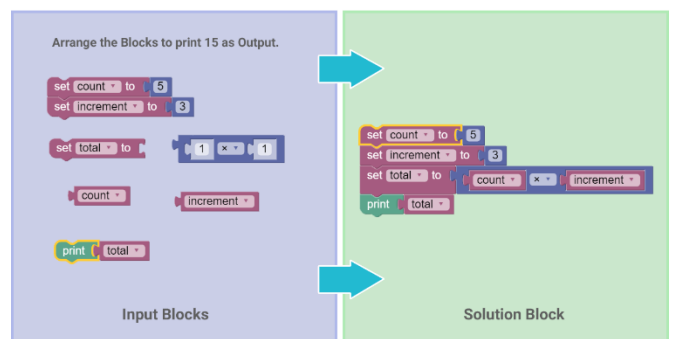 Arrange the Blocks to print 15 as Output.
set count to 5
set increment to 3
set total to
1 × 1
count
increment
print total
Input Blocks
set count to 5
set increment to 3
set total to count × increment
print total
Solution Block